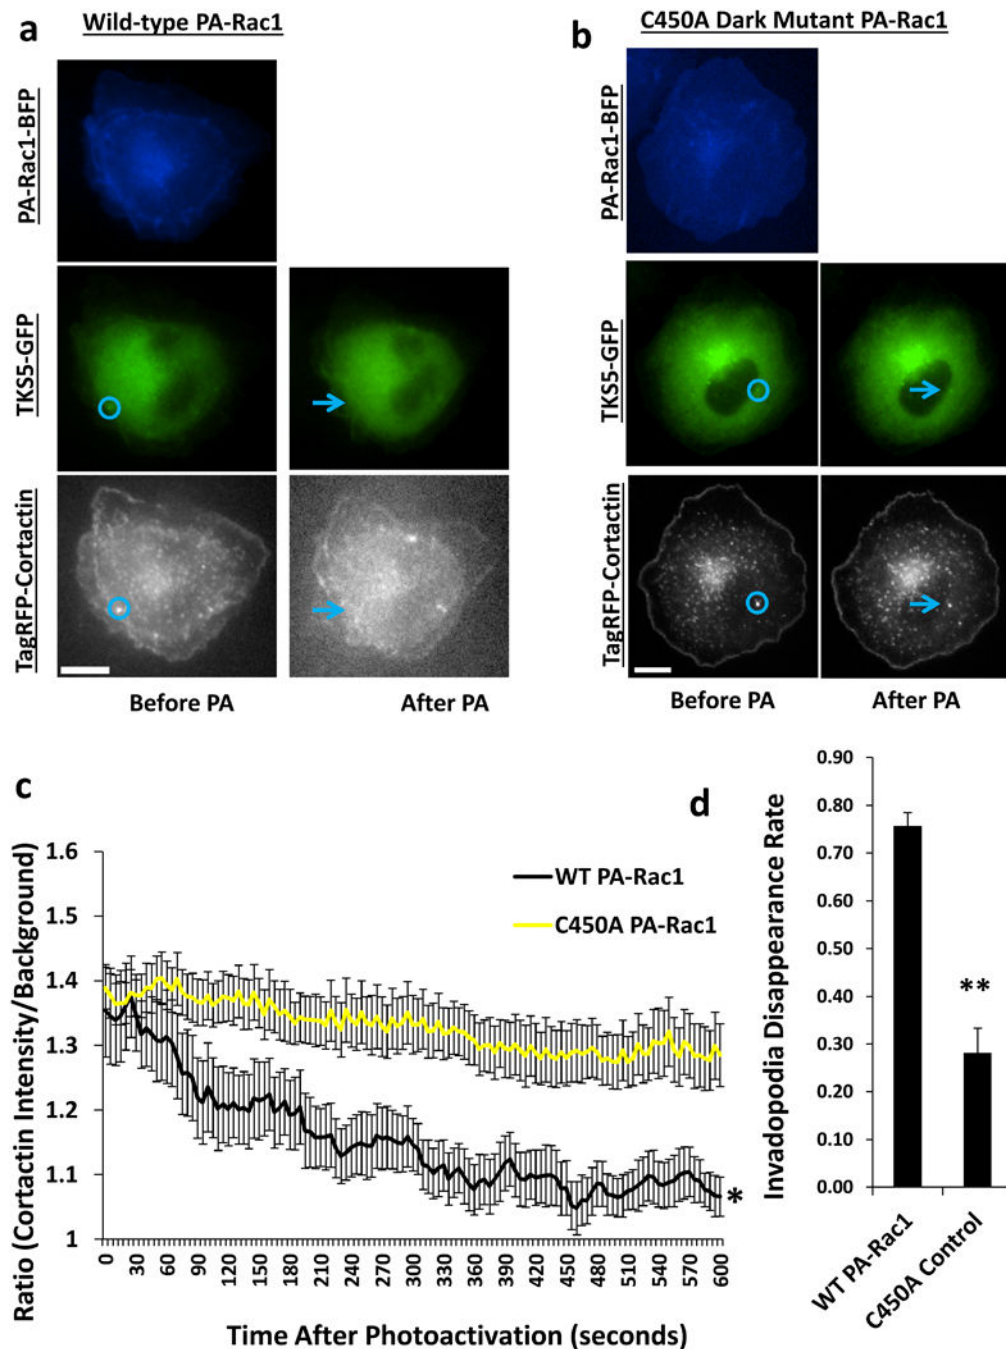 a
Wild-type PA-Rac1
b
C450A Dark Mutant PA-Rac1
PA-Rac1-BFP
TKS5-GFP
TagRFP-Cortactin
Before PA
After PA
PA-Rac1-BFP
TKS5-GFP
TagRFP-Cortactin
Before PA
After PA
c
Ratio (Cortactin Intensity/Background)
1.6
1.5
1.4
1.3
1.2
1.1
1
WT PA-Rac1
C450A PA-Rac1
*
0 30 60 90 120 150 180 210 240 270 300 330 360 390 420 450 480 510 540 570 600
Time After Photoactivation (seconds)
d
Invadopodia Disappearance Rate
0.90
0.80
0.70
0.60
0.50
0.40
0.30
0.20
0.10
0.00
**
WT PA-Rac1
C450A Control